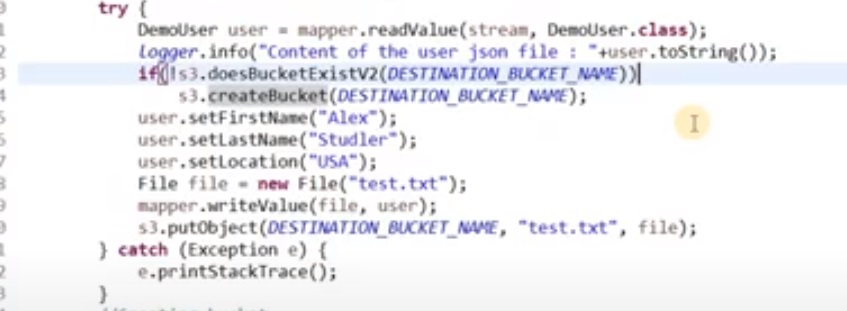 try {
DemoUser user = mapper.readValue(stream, DemoUser.class);
Logger.info("Content of the user json file : "+user.toString());
if(!s3.doesBucketExistV2(DESTINATION_BUCKET_NAME))
s3.createBucket(DESTINATION_BUCKET_NAME);
user.setFirstName("Alex");
user.setLastName("Studler");
user.setLocation("USA");
File file = new File("test.txt");
mapper.writeValue(file, user);
s3.putObject(DESTINATION_BUCKET_NAME, "test.txt", file);
} catch (Exception e) {
e.printStackTrace();
}